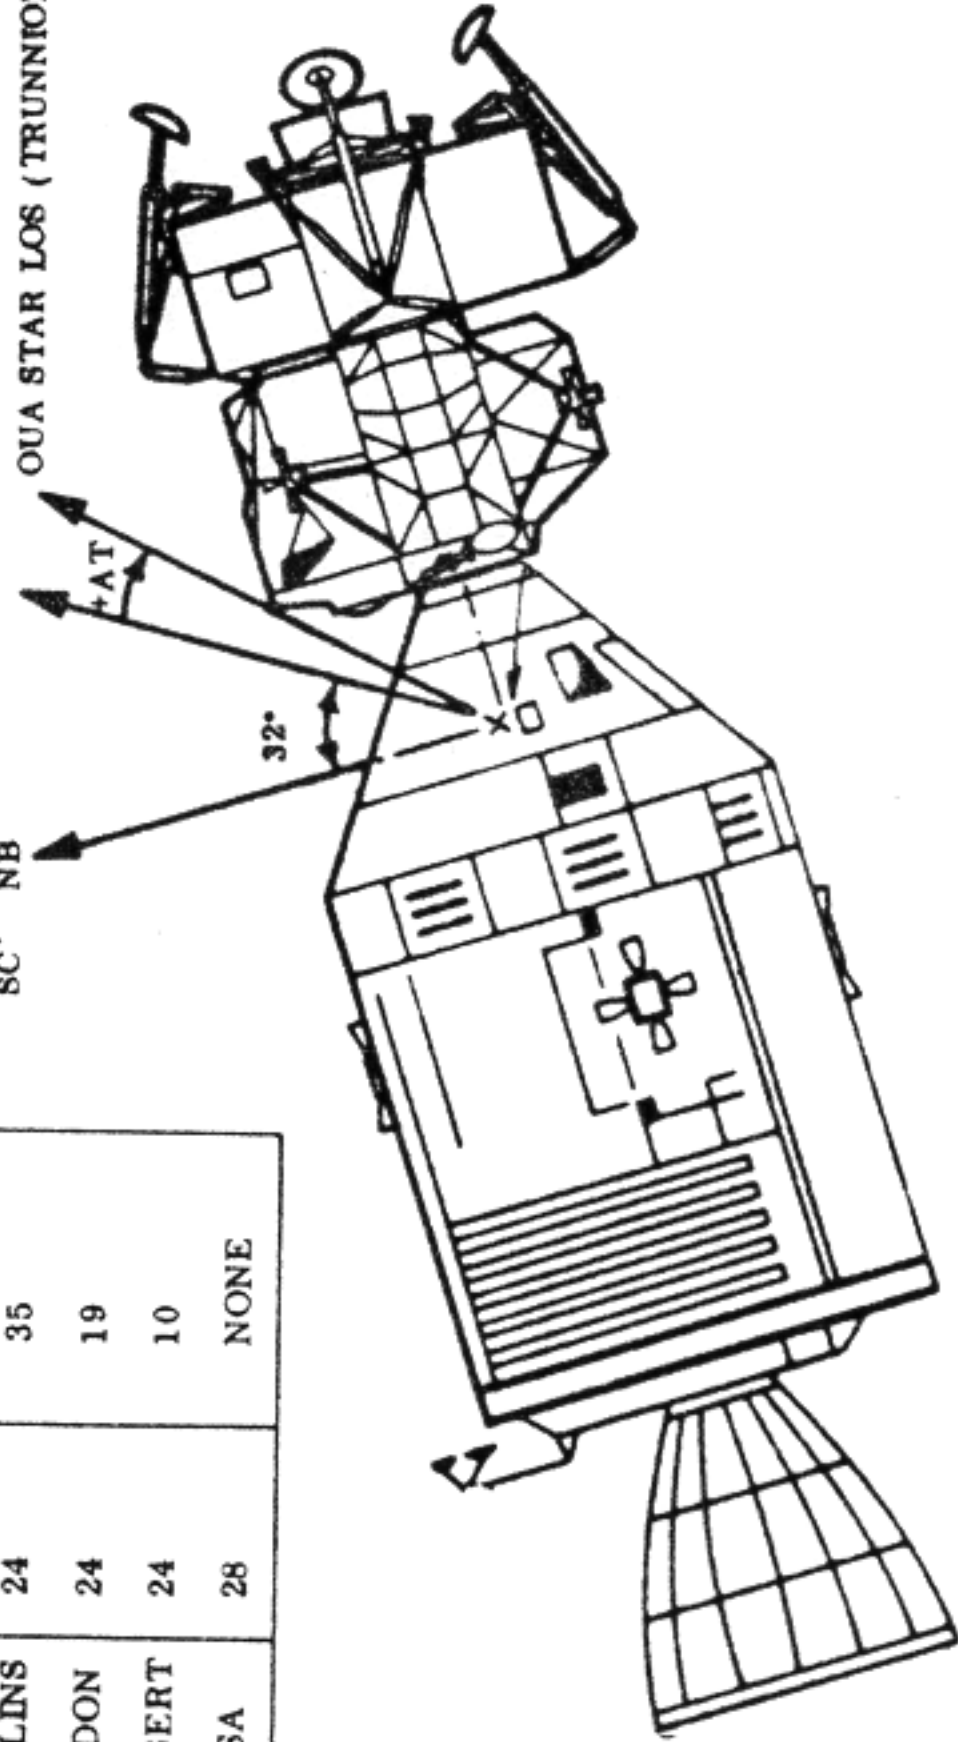 OUA STAR LOS (TRUNNIO
+AT
32°
SC NB
LINS 24 35
DON 24 19
ERT 24 10
SA 28 NONE